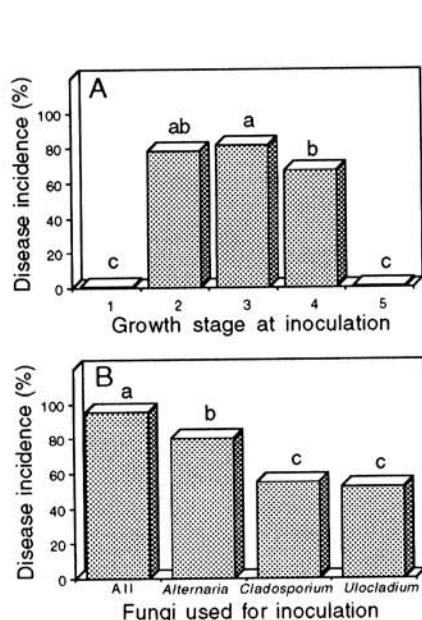 A
Disease incidence (%)
100
80
60
40
20
0
c
ab
a
b
c
1 2 3 4 5
Growth stage at inoculation
B
Disease incidence (%)
100
80
60
40
20
0
a
b
c
c
All Alternaria Cladosporium Ulocladium
Fungi used for inoculation